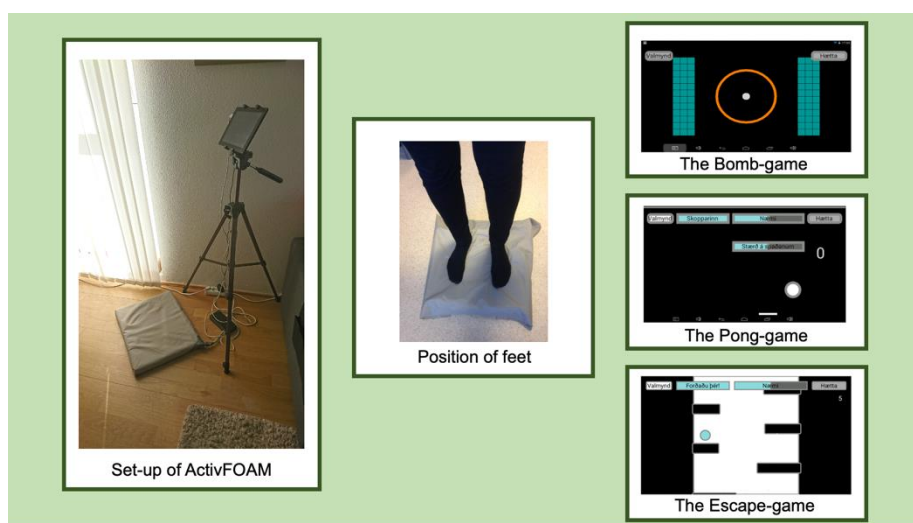 Set-up of ActivFOAM
Position of feet
Valmynd
Hætta
The Bomb-game
Valmynd
Skopparinn
Næmi
Hætta
Stærð á spaðanum
0
The Pong-game
Valmynd
Forðaðu þér!
Næmi
Hætta
5
The Escape-game